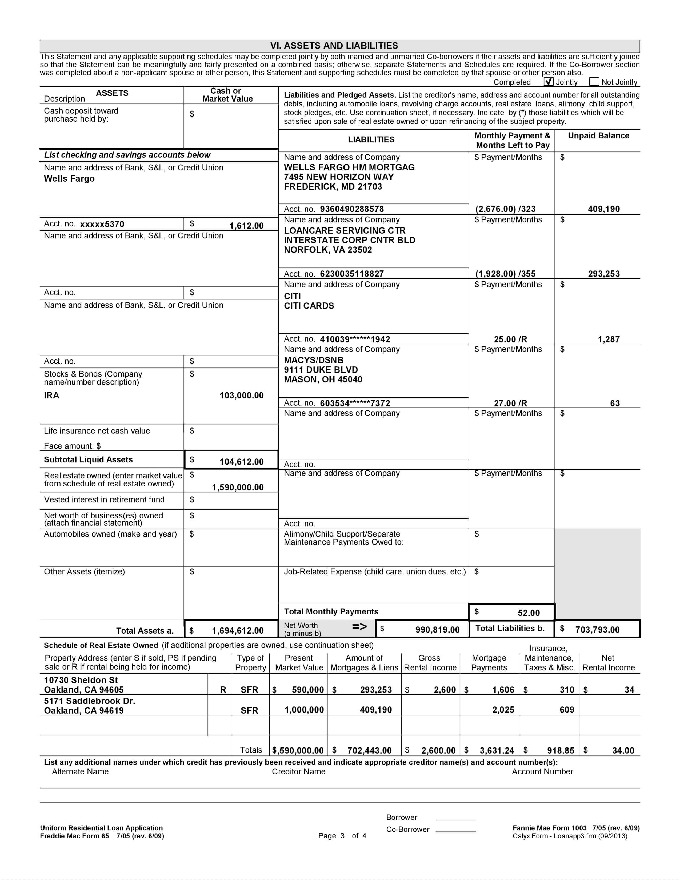 VI. ASSETS AND LIABILITIES
This Statement and any applicable supporting schedules may be completed jointly by both married and unmarried Co-borrowers if their assets and liabilities are sufficiently joined
so that the Statement can be meaningfully and fairly presented on a combined basis; otherwise, separate Statements and Schedules are required. If the Co-Borrower section
was completed about a non-applicant spouse or other person, this Statement and supporting schedules must be completed by that spouse or other person also.
Completed ☑ Jointly ☐ Not Jointly
ASSETS
Description
Cash or
Market Value
Cash deposit toward
purchase held by:
$
List checking and savings accounts below
Name and address of Bank, S&L, or Credit Union
Wells Fargo
Acct. no. xxxxx5370 $ 1,612.00
Name and address of Bank, S&L, or Credit Union
Acct. no. $
Name and address of Bank, S&L, or Credit Union
Acct. no. $
Stocks & Bonds (Company
name/number description)
$
IRA 103,000.00
Life insurance net cash value $
Face amount $
Subtotal Liquid Assets $ 104,612.00
Real estate owned (enter market value
from schedule of real estate owned)
$ 1,590,000.00
Vested interest in retirement fund $
Net worth of business(es) owned
(attach financial statement)
$
Automobiles owned (make and year) $
Other Assets (itemize) $
Total Assets a. $ 1,694,612.00
Liabilities and Pledged Assets. List the creditor's name, address and account number for all outstanding
debts, including automobile loans, revolving charge accounts, real estate loans, alimony, child support,
stock pledges, etc. Use continuation sheet, if necessary. Indicate by (*) those liabilities which will be
satisfied upon sale of real estate owned or upon refinancing of the subject property.
LIABILITIES
Monthly Payment &
Months Left to Pay
Unpaid Balance
Name and address of Company $ Payment/Months $
WELLS FARGO HM MORTGAG
7495 NEW HORIZON WAY
FREDERICK, MD 21703
Acct. no. 9360490288578 (2,676.00) /323 409,190
Name and address of Company $ Payment/Months $
LOANCARE SERVICING CTR
INTERSTATE CORP CNTR BLD
NORFOLK, VA 23502
Acct. no. 6230035118827 (1,928.00) /355 293,253
Name and address of Company $ Payment/Months $
CITI
CITI CARDS
Acct. no. 410039******1942 25.00 /R 1,287
Name and address of Company $ Payment/Months $
MACYS/DSNB
9111 DUKE BLVD
MASON, OH 45040
Acct. no. 603534******7372 27.00 /R 63
Name and address of Company $ Payment/Months $
Acct. no.
Name and address of Company $ Payment/Months $
Acct. no.
Alimony/Child Support/Separate
Maintenance Payments Owed to:
$
Job-Related Expense (child care, union dues, etc.) $
Total Monthly Payments $ 52.00
Net Worth
(a minus b)
=> $ 990,819.00 Total Liabilities b. $ 703,793.00
Schedule of Real Estate Owned (if additional properties are owned, use continuation sheet)
Property Address (enter S if sold, PS if pending
sale or R if rental being held for income)
Type of
Property
Present
Market Value
Amount of
Mortgages & Liens
Gross
Rental Income
Mortgage
Payments
Insurance,
Maintenance,
Taxes & Misc.
Net
Rental Income
10730 Sheldon St
Oakland, CA 94605 R SFR $ 590,000 $ 293,253 $ 2,600 $ 1,606 $ 310 $ 34
5171 Saddlebrook Dr.
Oakland, CA 94619 SFR 1,000,000 409,190 2,025 609
Totals $,590,000.00 $ 702,443.00 $ 2,600.00 $ 3,631.24 $ 918.85 $ 34.00
List any additional names under which credit has previously been received and indicate appropriate creditor name(s) and account number(s):
Alternate Name Creditor Name Account Number
Borrower
Co-Borrower
Uniform Residential Loan Application
Freddie Mac Form 65 7/05 (rev. 6/09)
Page 3 of 4
Fannie Mae Form 1003 7/05 (rev. 6/09)
Calyx Form - Loanapp3.frm (09/2013)